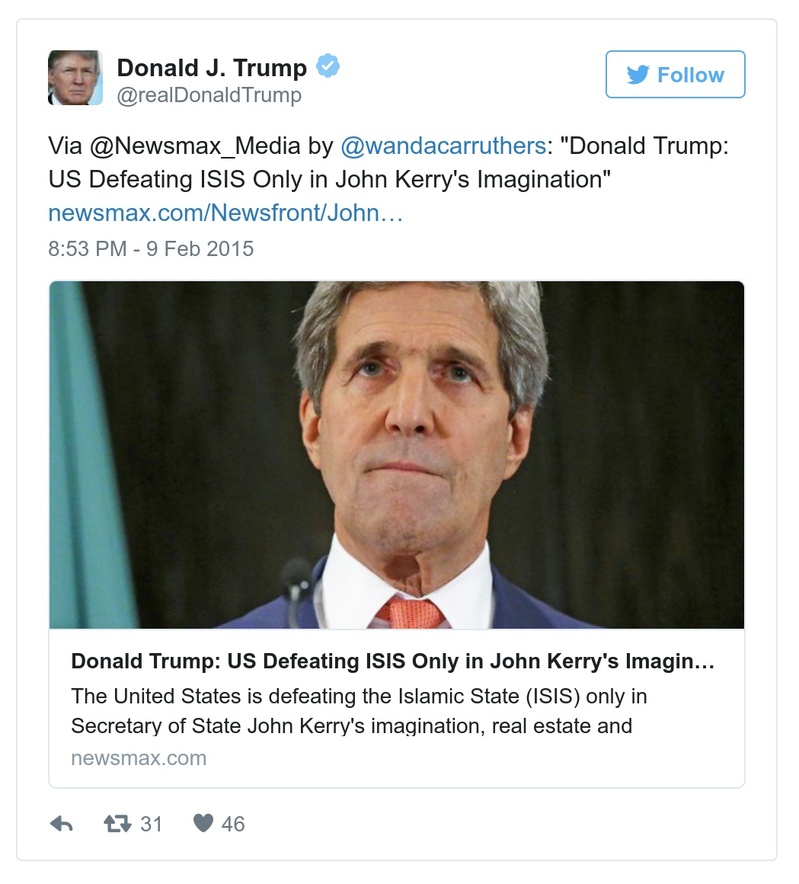 Donald J. Trump
@realDonaldTrump
Follow
Via @Newsmax_Media by @wandacarruthers: "Donald Trump:
US Defeating ISIS Only in John Kerry's Imagination"
newsmax.com/Newsfront/John…
8:53 PM - 9 Feb 2015
Donald Trump: US Defeating ISIS Only in John Kerry's Imagin…
The United States is defeating the Islamic State (ISIS) only in
Secretary of State John Kerry's imagination, real estate and
newsmax.com
31 46